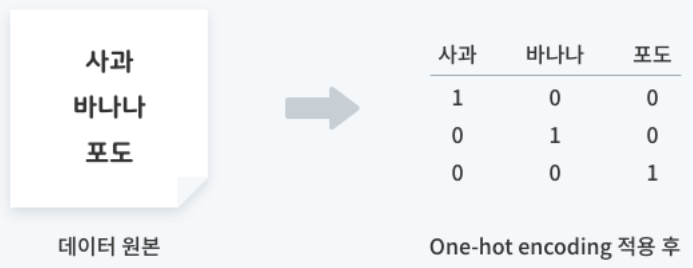 사과
바나나
포도
데이터 원본
사과 바나나 포도
1 0 0
0 1 0
0 0 1
One-hot encoding 적용 후